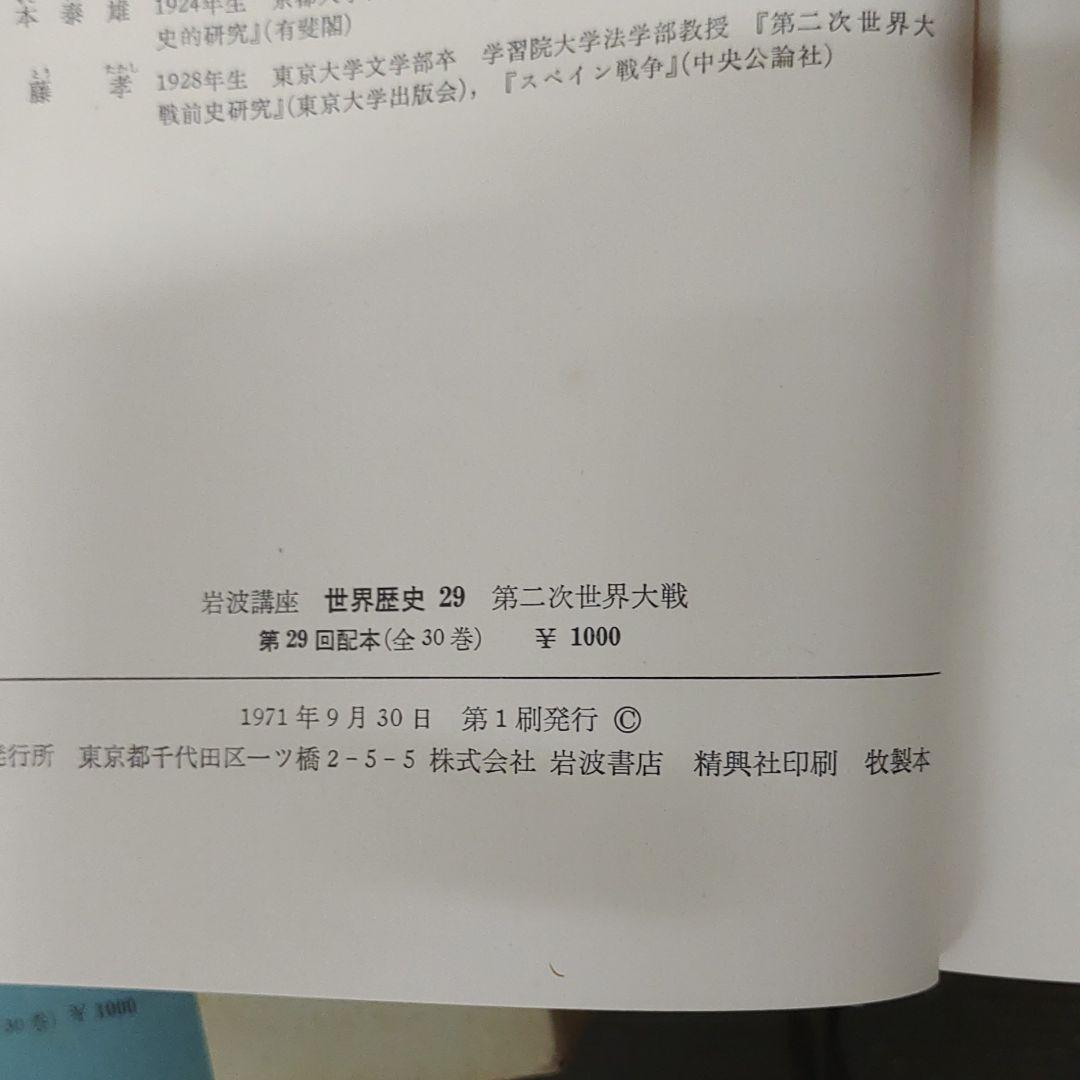 本 泰 雄 1924年生
史的研究』(有斐閣)
藤 孝 1928年生 東京大学文学部卒 学習院大学法学部教授 『第二次世界大
とう たかし
戦前史研究』(東京大学出版会), 『スペイン戦争』(中央公論社)
岩波講座 世界歴史 29 第二次世界大戦
第29回配本(全30巻) ¥ 1000
1971年9月30日 第1刷発行 ©
発行所 東京都千代田区一ツ橋2-5-5 株式会社 岩波書店 精興社印刷 牧製本
30巻) ¥ 1000